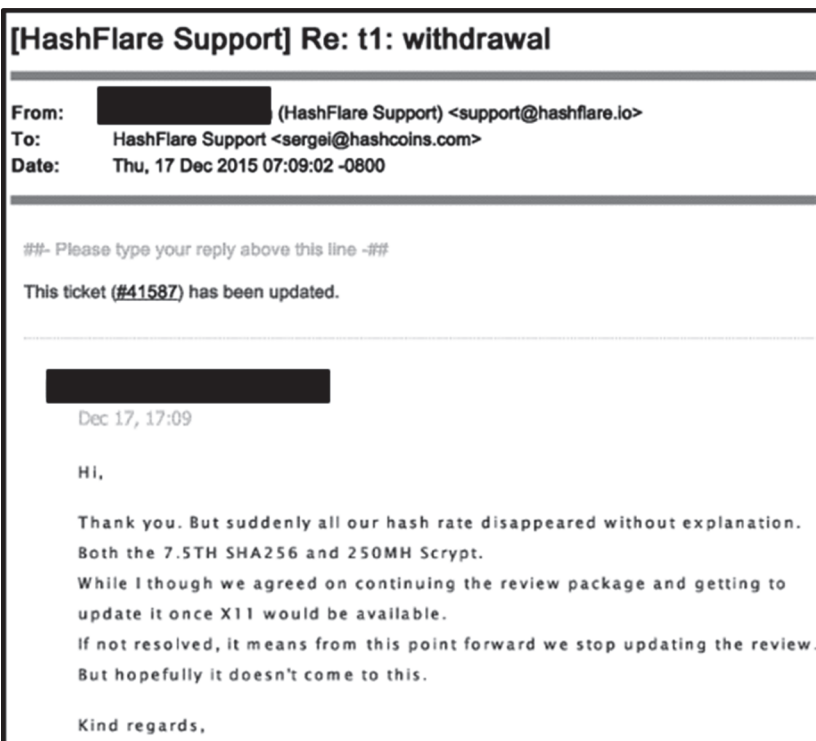 [HashFlare Support] Re: t1: withdrawal
From: (HashFlare Support) <support@hashflare.io>
To: HashFlare Support <sergei@hashcoins.com>
Date: Thu, 17 Dec 2015 07:09:02 -0800
##- Please type your reply above this line -##
This ticket (#41587) has been updated.
Dec 17, 17:09
Hi,
Thank you. But suddenly all our hash rate disappeared without explanation.
Both the 7.5TH SHA256 and 250MH Scrypt.
While I though we agreed on continuing the review package and getting to
update it once X11 would be available.
If not resolved, it means from this point forward we stop updating the review.
But hopefully it doesn't come to this.
Kind regards,